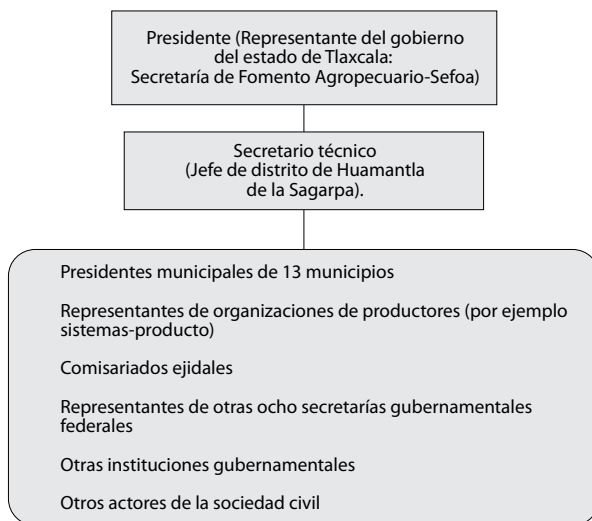 Presidente (Representante del gobierno
del estado de Tlaxcala:
Secretaría de Fomento Agropecuario-Sefoa)
Secretario técnico
(Jefe de distrito de Huamantla
de la Sagarpa).
Presidentes municipales de 13 municipios
Representantes de organizaciones de productores (por ejemplo
sistemas-producto)
Comisariados ejidales
Representantes de otras ocho secretarías gubernamentales
federales
Otras instituciones gubernamentales
Otros actores de la sociedad civil